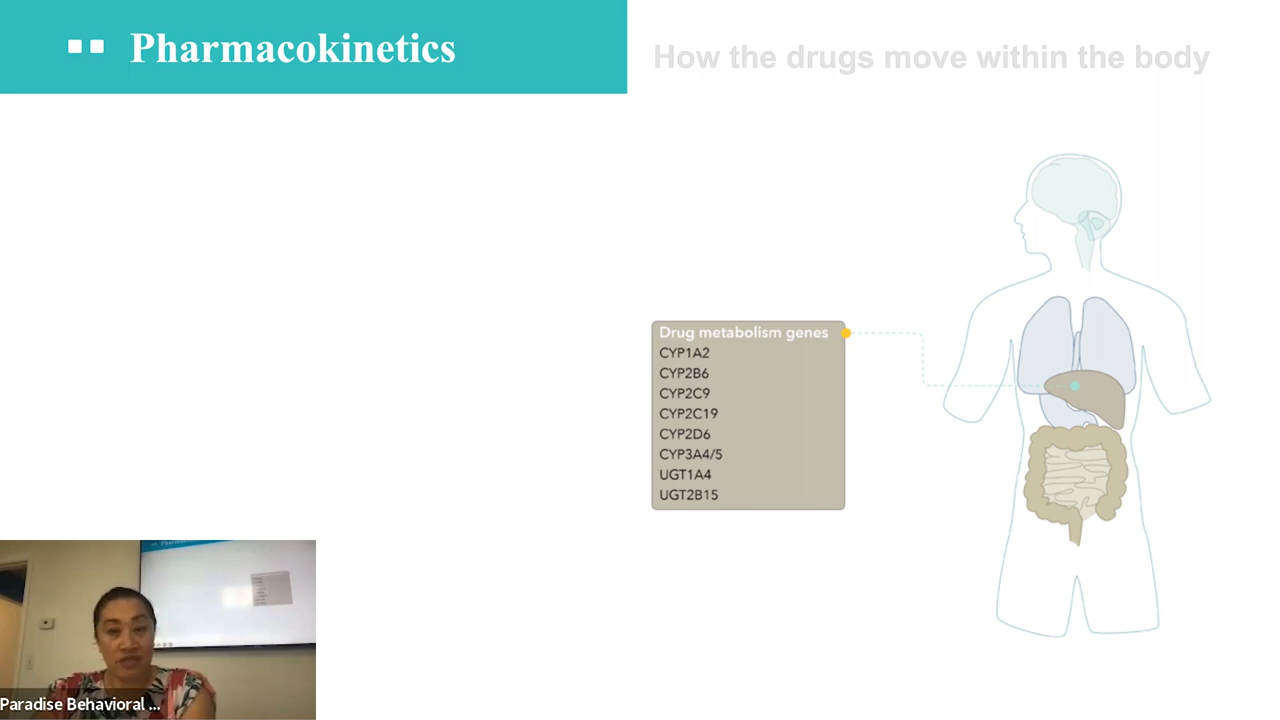 Pharmacokinetics
How the drugs move within the body
Drug metabolism genes
CYP1A2
CYP2B6
CYP2C9
CYP2C19
CYP2D6
CYP3A4/5
UGT1A4
UGT2B15
Paradise Behavioral ...